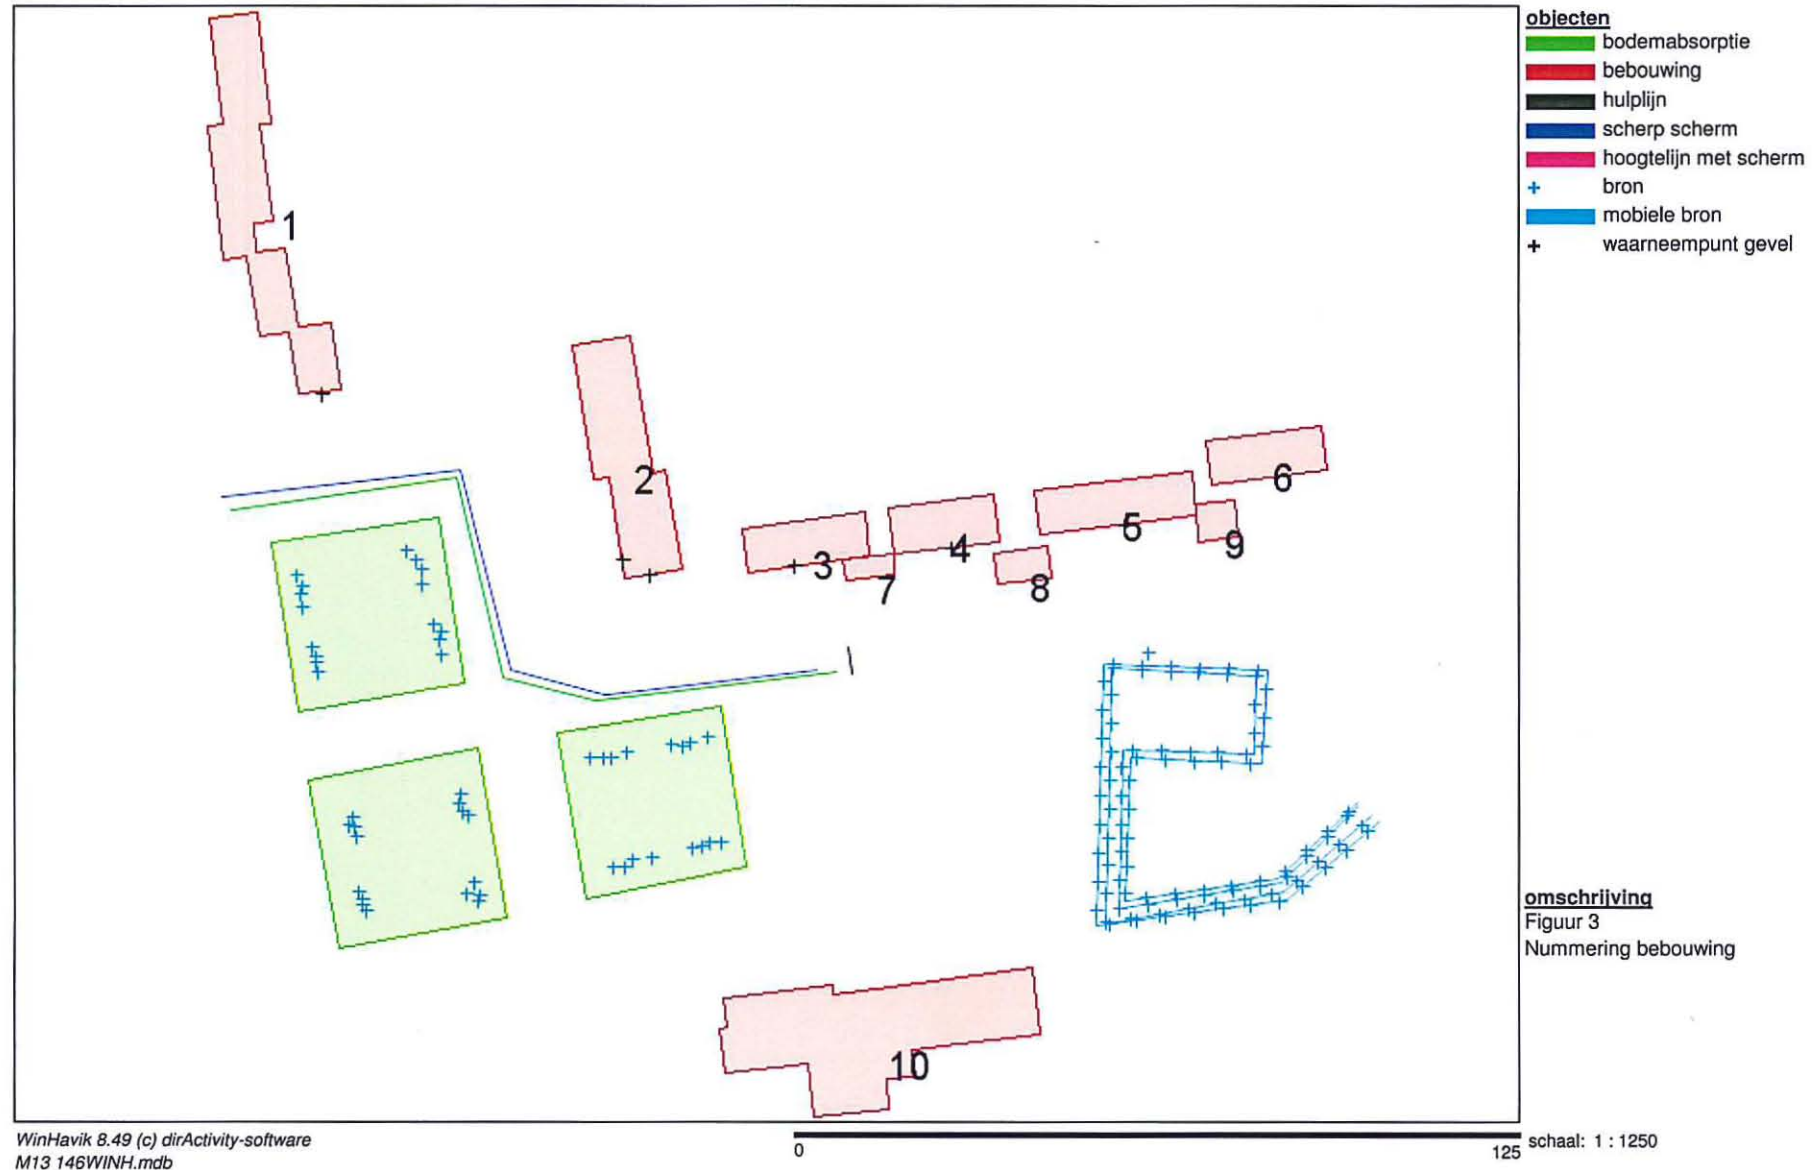 objecten
bodemabsorptie
bebouwing
hulplijn
scherp scherm
hoogtelijn met scherm
bron
mobiele bron
waarneempunt gevel
1
2
3
4
5
6
7
8
9
10
omschrijving
Figuur 3
Nummering bebouwing
WinHavik 8.49 (c) dirActivity-software
M13 146WINH.mdb
0
125
schaal: 1 : 1250